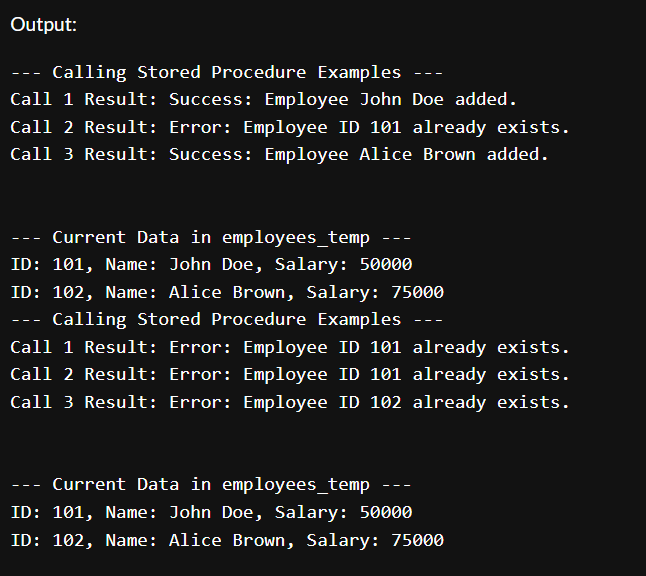 Output:
--- Calling Stored Procedure Examples ---
Call 1 Result: Success: Employee John Doe added.
Call 2 Result: Error: Employee ID 101 already exists.
Call 3 Result: Success: Employee Alice Brown added.
--- Current Data in employees_temp ---
ID: 101, Name: John Doe, Salary: 50000
ID: 102, Name: Alice Brown, Salary: 75000
--- Calling Stored Procedure Examples ---
Call 1 Result: Error: Employee ID 101 already exists.
Call 2 Result: Error: Employee ID 101 already exists.
Call 3 Result: Error: Employee ID 102 already exists.
--- Current Data in employees_temp ---
ID: 101, Name: John Doe, Salary: 50000
ID: 102, Name: Alice Brown, Salary: 75000